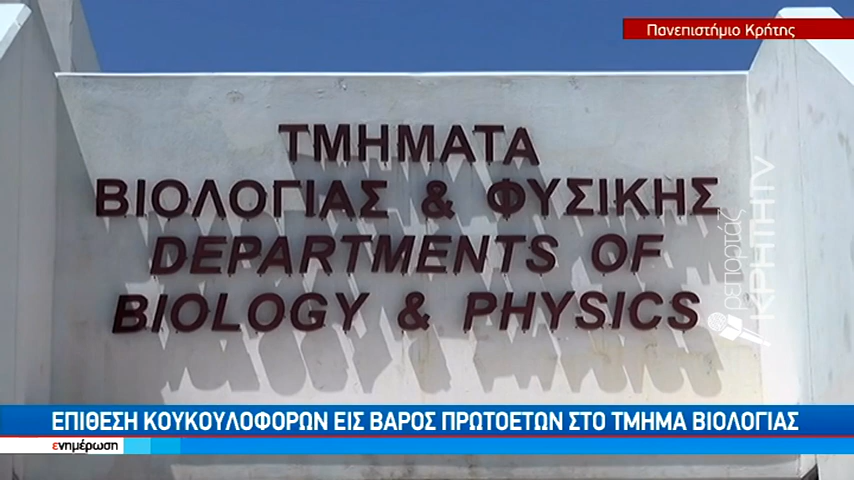 Πανεπιστήμιο Κρήτης
ΤΜΗΜΑΤΑ
ΒΙΟΛΟΓΙΑΣ & ΦΥΣΙΚΗΣ
DEPARTMENTS OF
BIOLOGY & PHYSICS
ρεπορτάζ
ΚΡΗΤΗ TV
ΕΠΙΘΕΣΗ ΚΟΥΚΟΥΛΟΦΟΡΩΝ ΕΙΣ ΒΑΡΟΣ ΠΡΩΤΟΕΤΩΝ ΣΤΟ ΤΜΗΜΑ ΒΙΟΛΟΓΙΑΣ
ενημέρωση